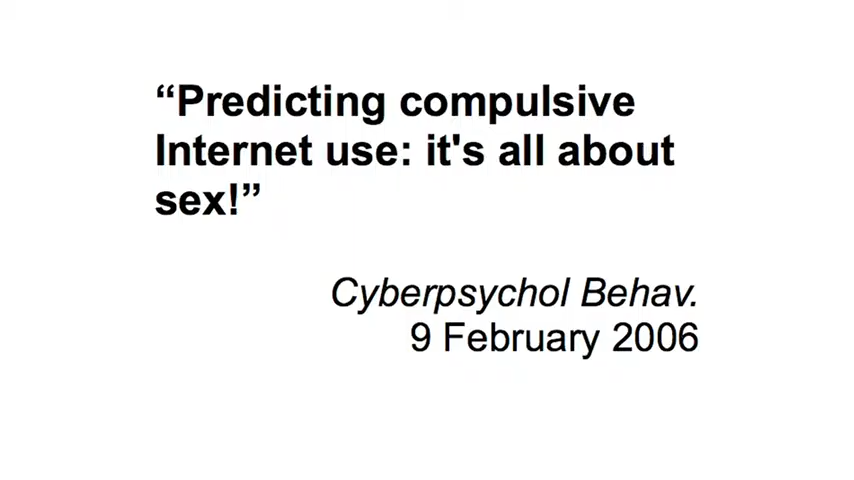 “Predicting compulsive
Internet use: it's all about
sex!”
Cyberpsychol Behav.
9 February 2006